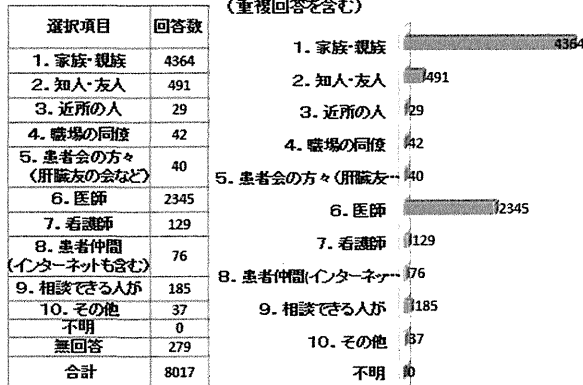 (重複回答を含む)
選択項目 回答数
1. 家族・親族 4364
2. 知人・友人 491
3. 近所の人 29
4. 職場の同僚 42
5. 患者会の方々
(肝臓友の会など) 40
6. 医師 2345
7. 看護師 129
8. 患者仲間
(インターネットも含む) 76
9. 相談できる人が 185
10. その他 37
不明 0
無回答 279
合計 8017
1. 家族・親族 4364
2. 知人・友人 491
3. 近所の人 29
4. 職場の同僚 42
5. 患者会の方々(肝臓友… 40
6. 医師 2345
7. 看護師 129
8. 患者仲間(インターネッ… 76
9. 相談できる人が 185
10. その他 37
不明 0